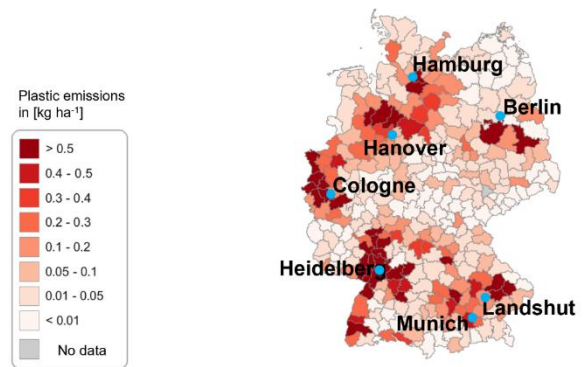 Plastic emissions
in [kg ha-1]
> 0.5
0.4 - 0.5
0.3 - 0.4
0.2 - 0.3
0.1 - 0.2
0.05 - 0.1
0.01 - 0.05
< 0.01
No data
Hamburg
Berlin
Hanover
Cologne
Heidelberg
Landshut
Munich